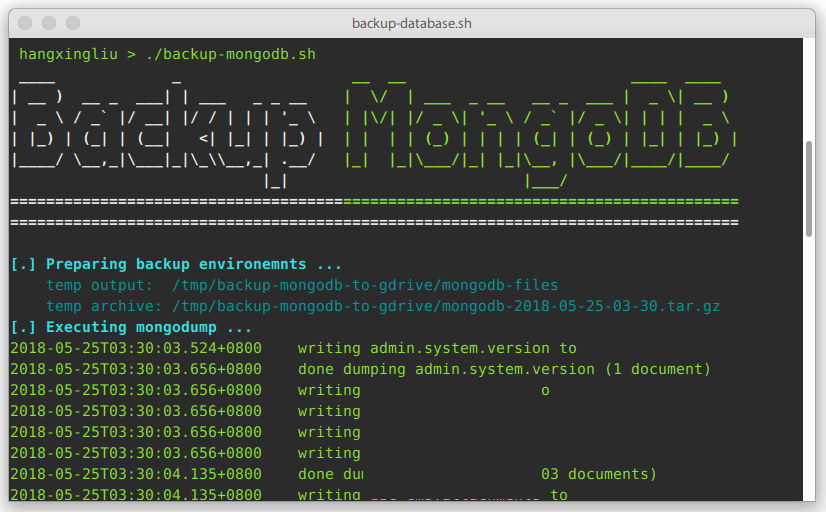 backup-database.sh
hangxingliu > ./backup-mongodb.sh
Backup MongoDB
==================================================================================
==================================================================================
[.] Preparing backup environemnts ...
temp output:  /tmp/backup-mongodb-to-gdrive/mongodb-files
temp archive: /tmp/backup-mongodb-to-gdrive/mongodb-2018-05-25-03-30.tar.gz
[.] Executing mongodump ...
2018-05-25T03:30:03.524+0800    writing admin.system.version to
2018-05-25T03:30:03.656+0800    done dumping admin.system.version (1 document)
2018-05-25T03:30:03.656+0800    writing                    o
2018-05-25T03:30:03.656+0800    writing
2018-05-25T03:30:03.656+0800    writing
2018-05-25T03:30:03.656+0800    writing
2018-05-25T03:30:04.135+0800    done du                    03 documents)
2018-05-25T03:30:04.135+0800    writing                    to